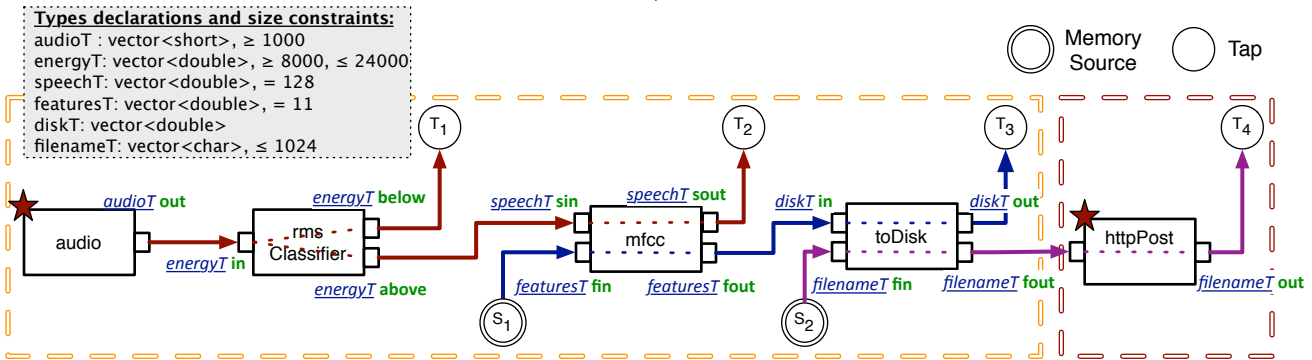 Types declarations and size constraints:
audioT : vector<short>, ≥ 1000
energyT: vector<double>, ≥ 8000, ≤ 24000
speechT: vector<double>, = 128
featuresT: vector<double>, = 11
diskT: vector<double>
filenameT: vector<char>, ≤ 1024
Memory
Source
Tap
T1
T2
T3
T4
audioT out
energyT below
speechT sin
speechT sout
diskT in
diskT out
audio
rms
Classifier
mfcc
toDisk
httpPost
energyT in
energyT above
featuresT fin
featuresT fout
filenameT fin
filenameT fout
filenameT out
S1
S2